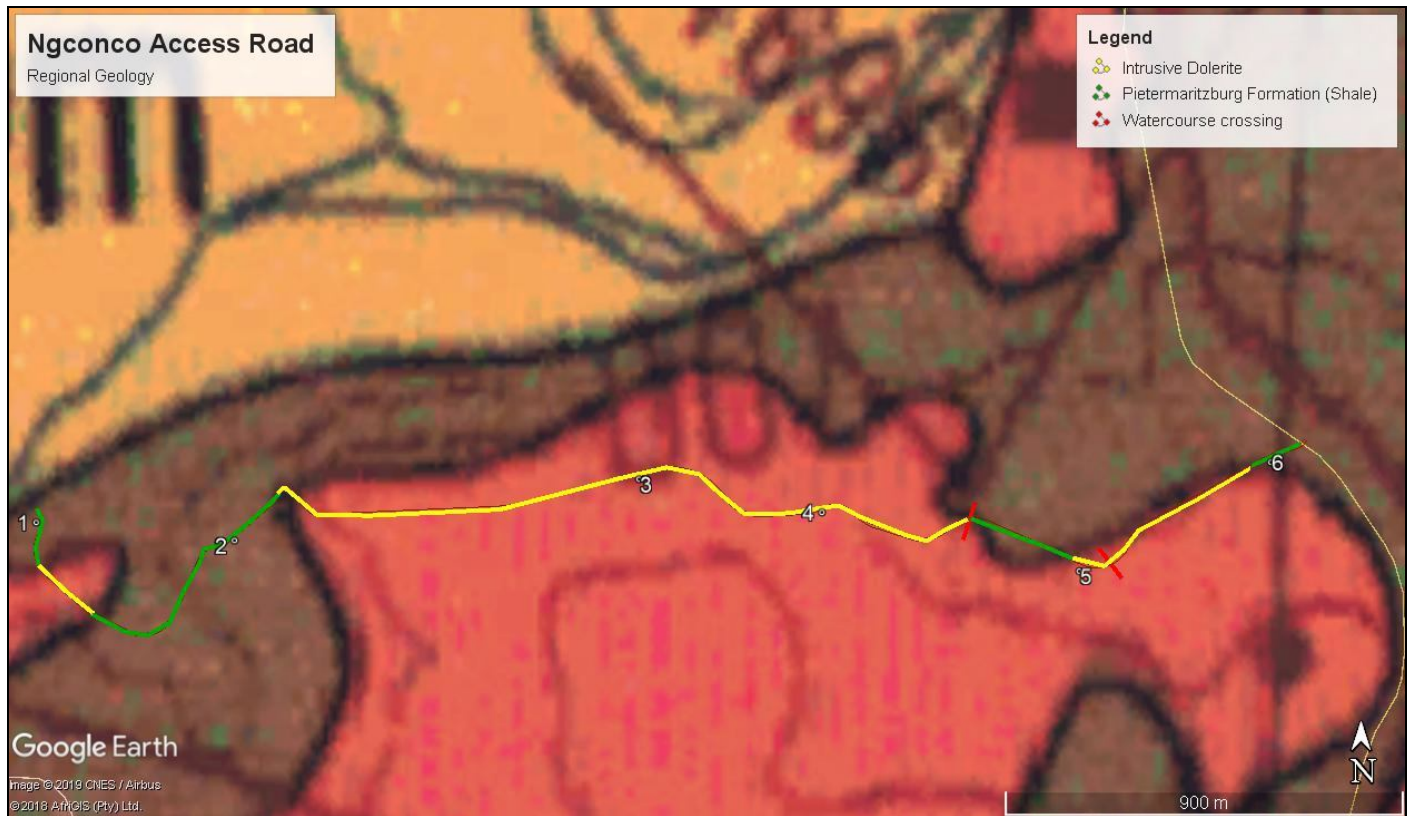 Ngconco Access Road
Regional Geology
Legend
Intrusive Dolerite
Pietermaritzburg Formation (Shale)
Watercourse crossing
1
2
3
4
5
6
Google Earth
Image © 2019 CNES / Airbus
© 2018 AfriGIS (Pty) Ltd.
N
900 m